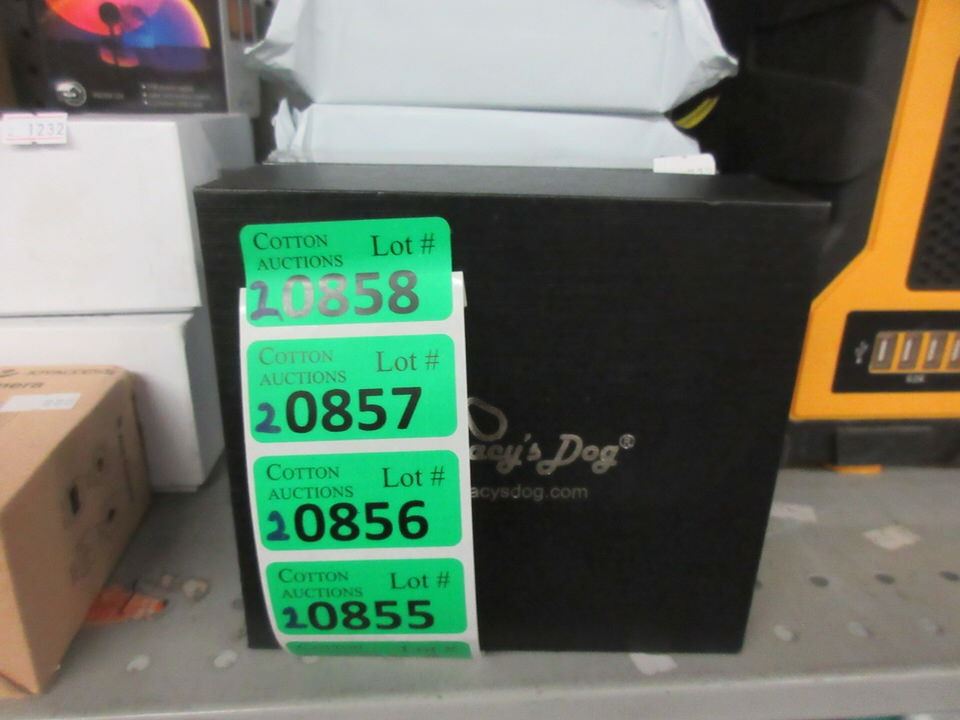 1232
COTTON
AUCTIONS
Lot #
20858
COTTON
AUCTIONS
Lot #
20857
COTTON
AUCTIONS
Lot #
20856
COTTON
AUCTIONS
Lot #
20855
acy's Dog®
acysdog.com